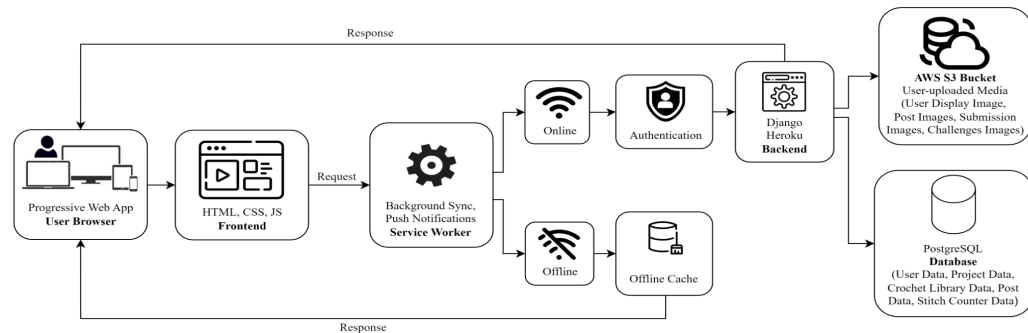 Response
Progressive Web App
User Browser
HTML, CSS, JS
Frontend
Request
Background Sync,
Push Notifications
Service Worker
Online
Authentication
Django
Heroku
Backend
AWS S3 Bucket
User-uploaded Media
(User Display Image,
Post Images, Submission
Images, Challenges Images)
Offline
Offline Cache
PostgreSQL
Database
(User Data, Project Data,
Crochet Library Data, Post
Data, Stitch Counter Data)
Response